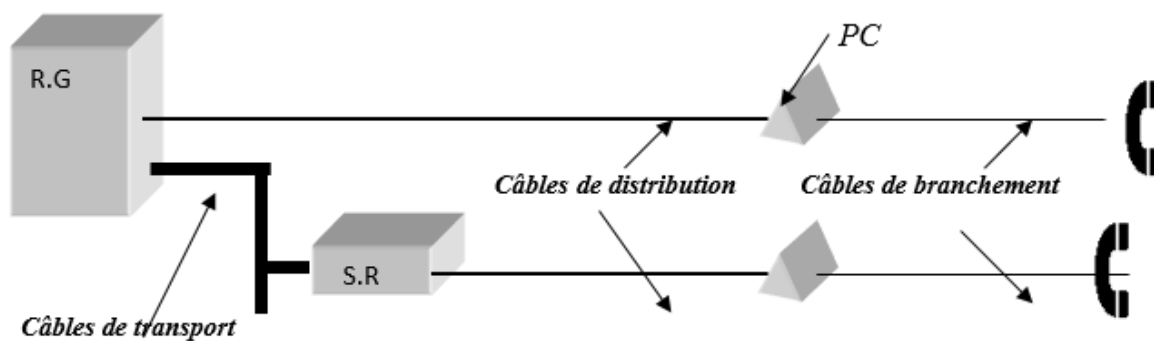 PC
R.G
Câbles de distribution
Câbles de branchement
S.R
Câbles de transport